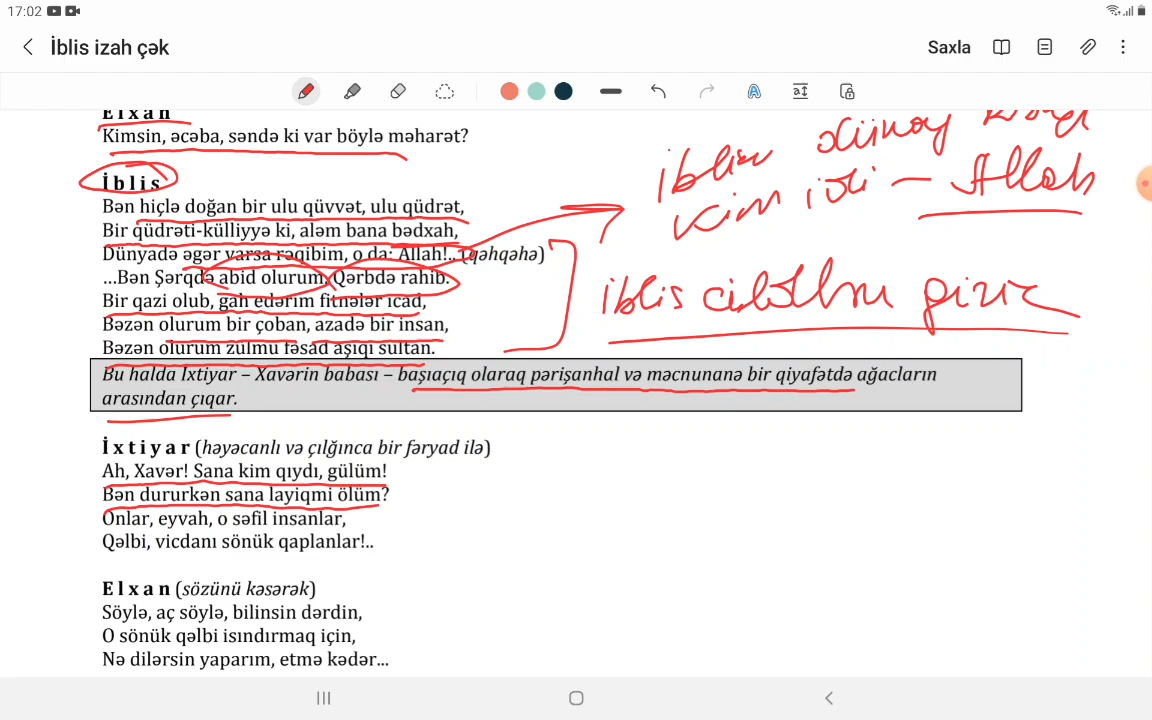 17:02
İblis izah çək
Saxla
Elxan
Kimsin, əcəba, səndə ki var böylə məharət?
İblis
Bən hiçlə doğan bir ulu qüvvət, ulu qüdrət,
Bir qüdrəti-külliyyə ki, aləm bana bədxah,
Dünyadə əgər varsa rəqibim, o da: Allah!.. (qəhqəhə)
...Bən Şərqdə abid olurum, Qərbdə rahib.
Bir qazi olub, gah edərim fitnələr icad,
Bəzən olurum bir çoban, azadə bir insan,
Bəzən olurum zülmü fəsad aşiqı sultan.
Bu halda İxtiyar – Xavərin babası – başıaçıq olaraq pərişanhal və məcnunanə bir qiyafətdə ağacların
arasından çıqar.
İxtiyar (həyəcanlı və çılğınca bir fəryad ilə)
Ah, Xavər! Sana kim qıydı, gülüm!
Bən dururkən sana layiqmi ölüm?
Onlar, eyvah, o səfil insanlar,
Qəlbi, vicdanı sönük qaplanlar!..
Elxan (sözünü kəsərək)
Söylə, aç söylə, bilinsin dərdin,
O sönük qəlbi isındırmaq için,
Nə dilərsin yaparım, etmə kədər...
iblisin
kim idi – Allah
iblis cildinə girir